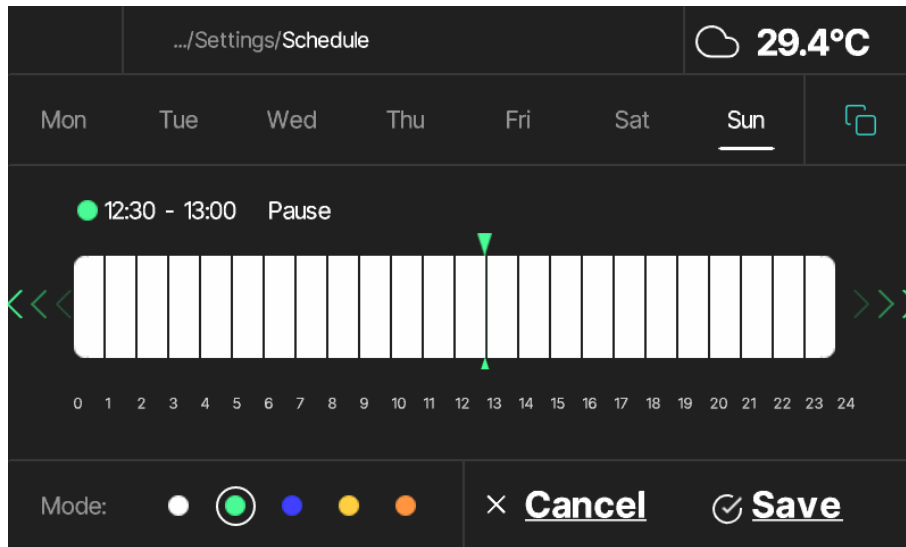 .../Settings/Schedule 29.4°C
Mon Tue Wed Thu Fri Sat Sun
12:30 - 13:00 Pause
0 1 2 3 4 5 6 7 8 9 10 11 12 13 14 15 16 17 18 19 20 21 22 23 24
Mode: Cancel Save